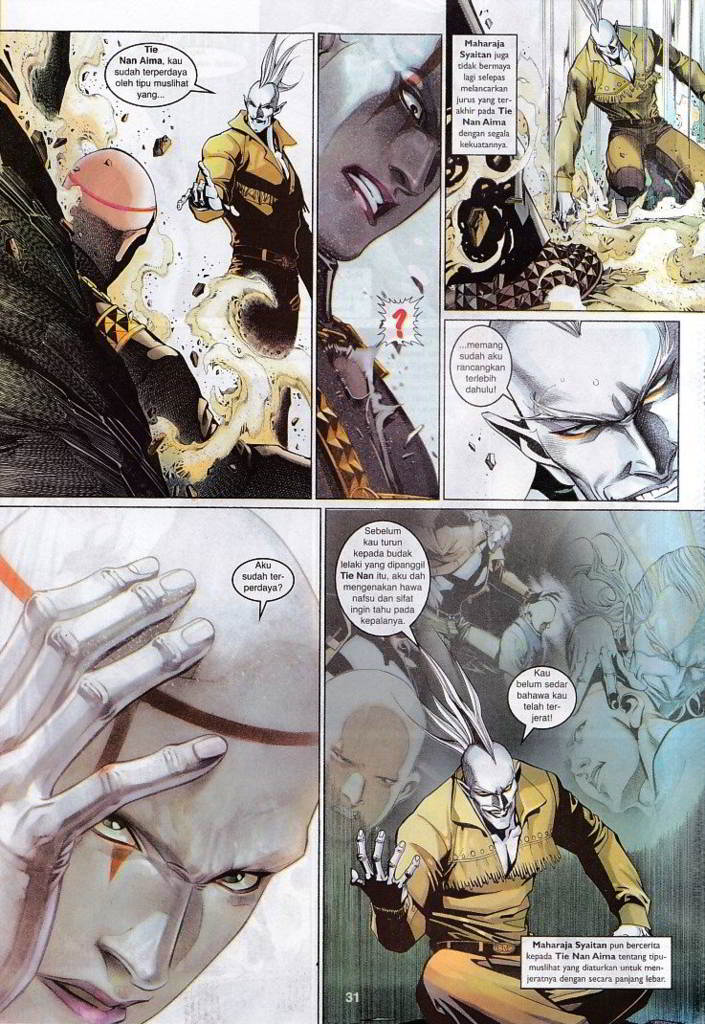 Tie
Nan Aima, kau
sudah terperdaya
oleh tipu muslihat
yang...
?
Maharaja
Syaitan juga
tidak bermaya
lagi selepas
melancarkan
jurus yang ter-
akhir pada Tie
Nan Aima
dengan segala
kekuatannya.
...memang
sudah aku
rancangkan
terlebih
dahulu!
Aku
sudah ter-
perdaya?
Sebelum
kau turun
kepada budak
lelaki yang dipanggil
Tie Nan itu, aku dah
mengenakan hawa
nafsu dan sifat
ingin tahu pada
kepalanya.
Kau
belum sedar
bahawa kau
telah ter-
jerat!
Maharaja Syaitan pun bercerita
kepada Tie Nan Aima tentang tipu-
muslihat yang diaturkan untuk men-
jeratnya dengan secara panjang lebar.
31